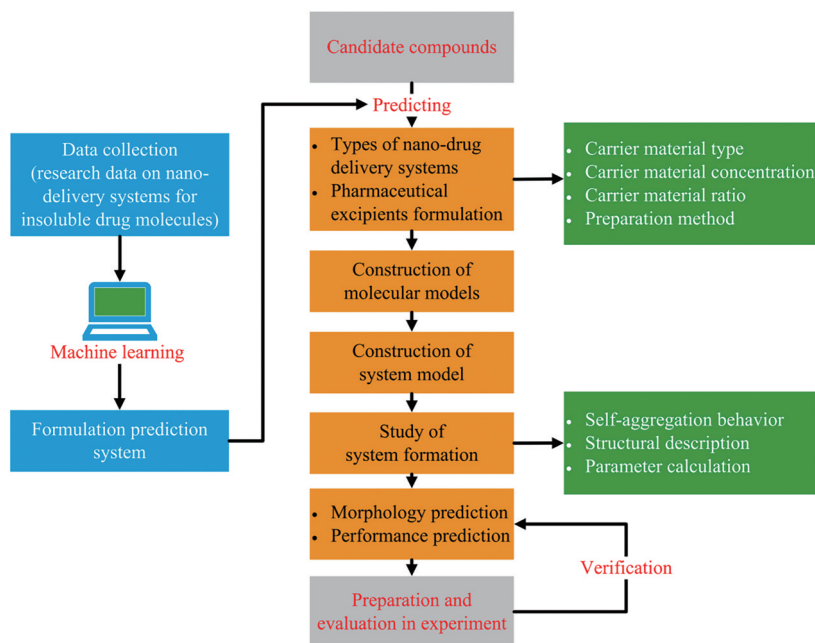 Candidate compounds
Predicting
Data collection
(research data on nano-
delivery systems for
insoluble drug molecules)
Machine learning
Formulation prediction
system
• Types of nano-drug
delivery systems
• Pharmaceutical
excipients formulation
• Carrier material type
• Carrier material concentration
• Carrier material ratio
• Preparation method
Construction of
molecular models
Construction of
system model
Study of
system formation
• Self-aggregation behavior
• Structural description
• Parameter calculation
• Morphology prediction
• Performance prediction
Verification
Preparation and
evaluation in experiment